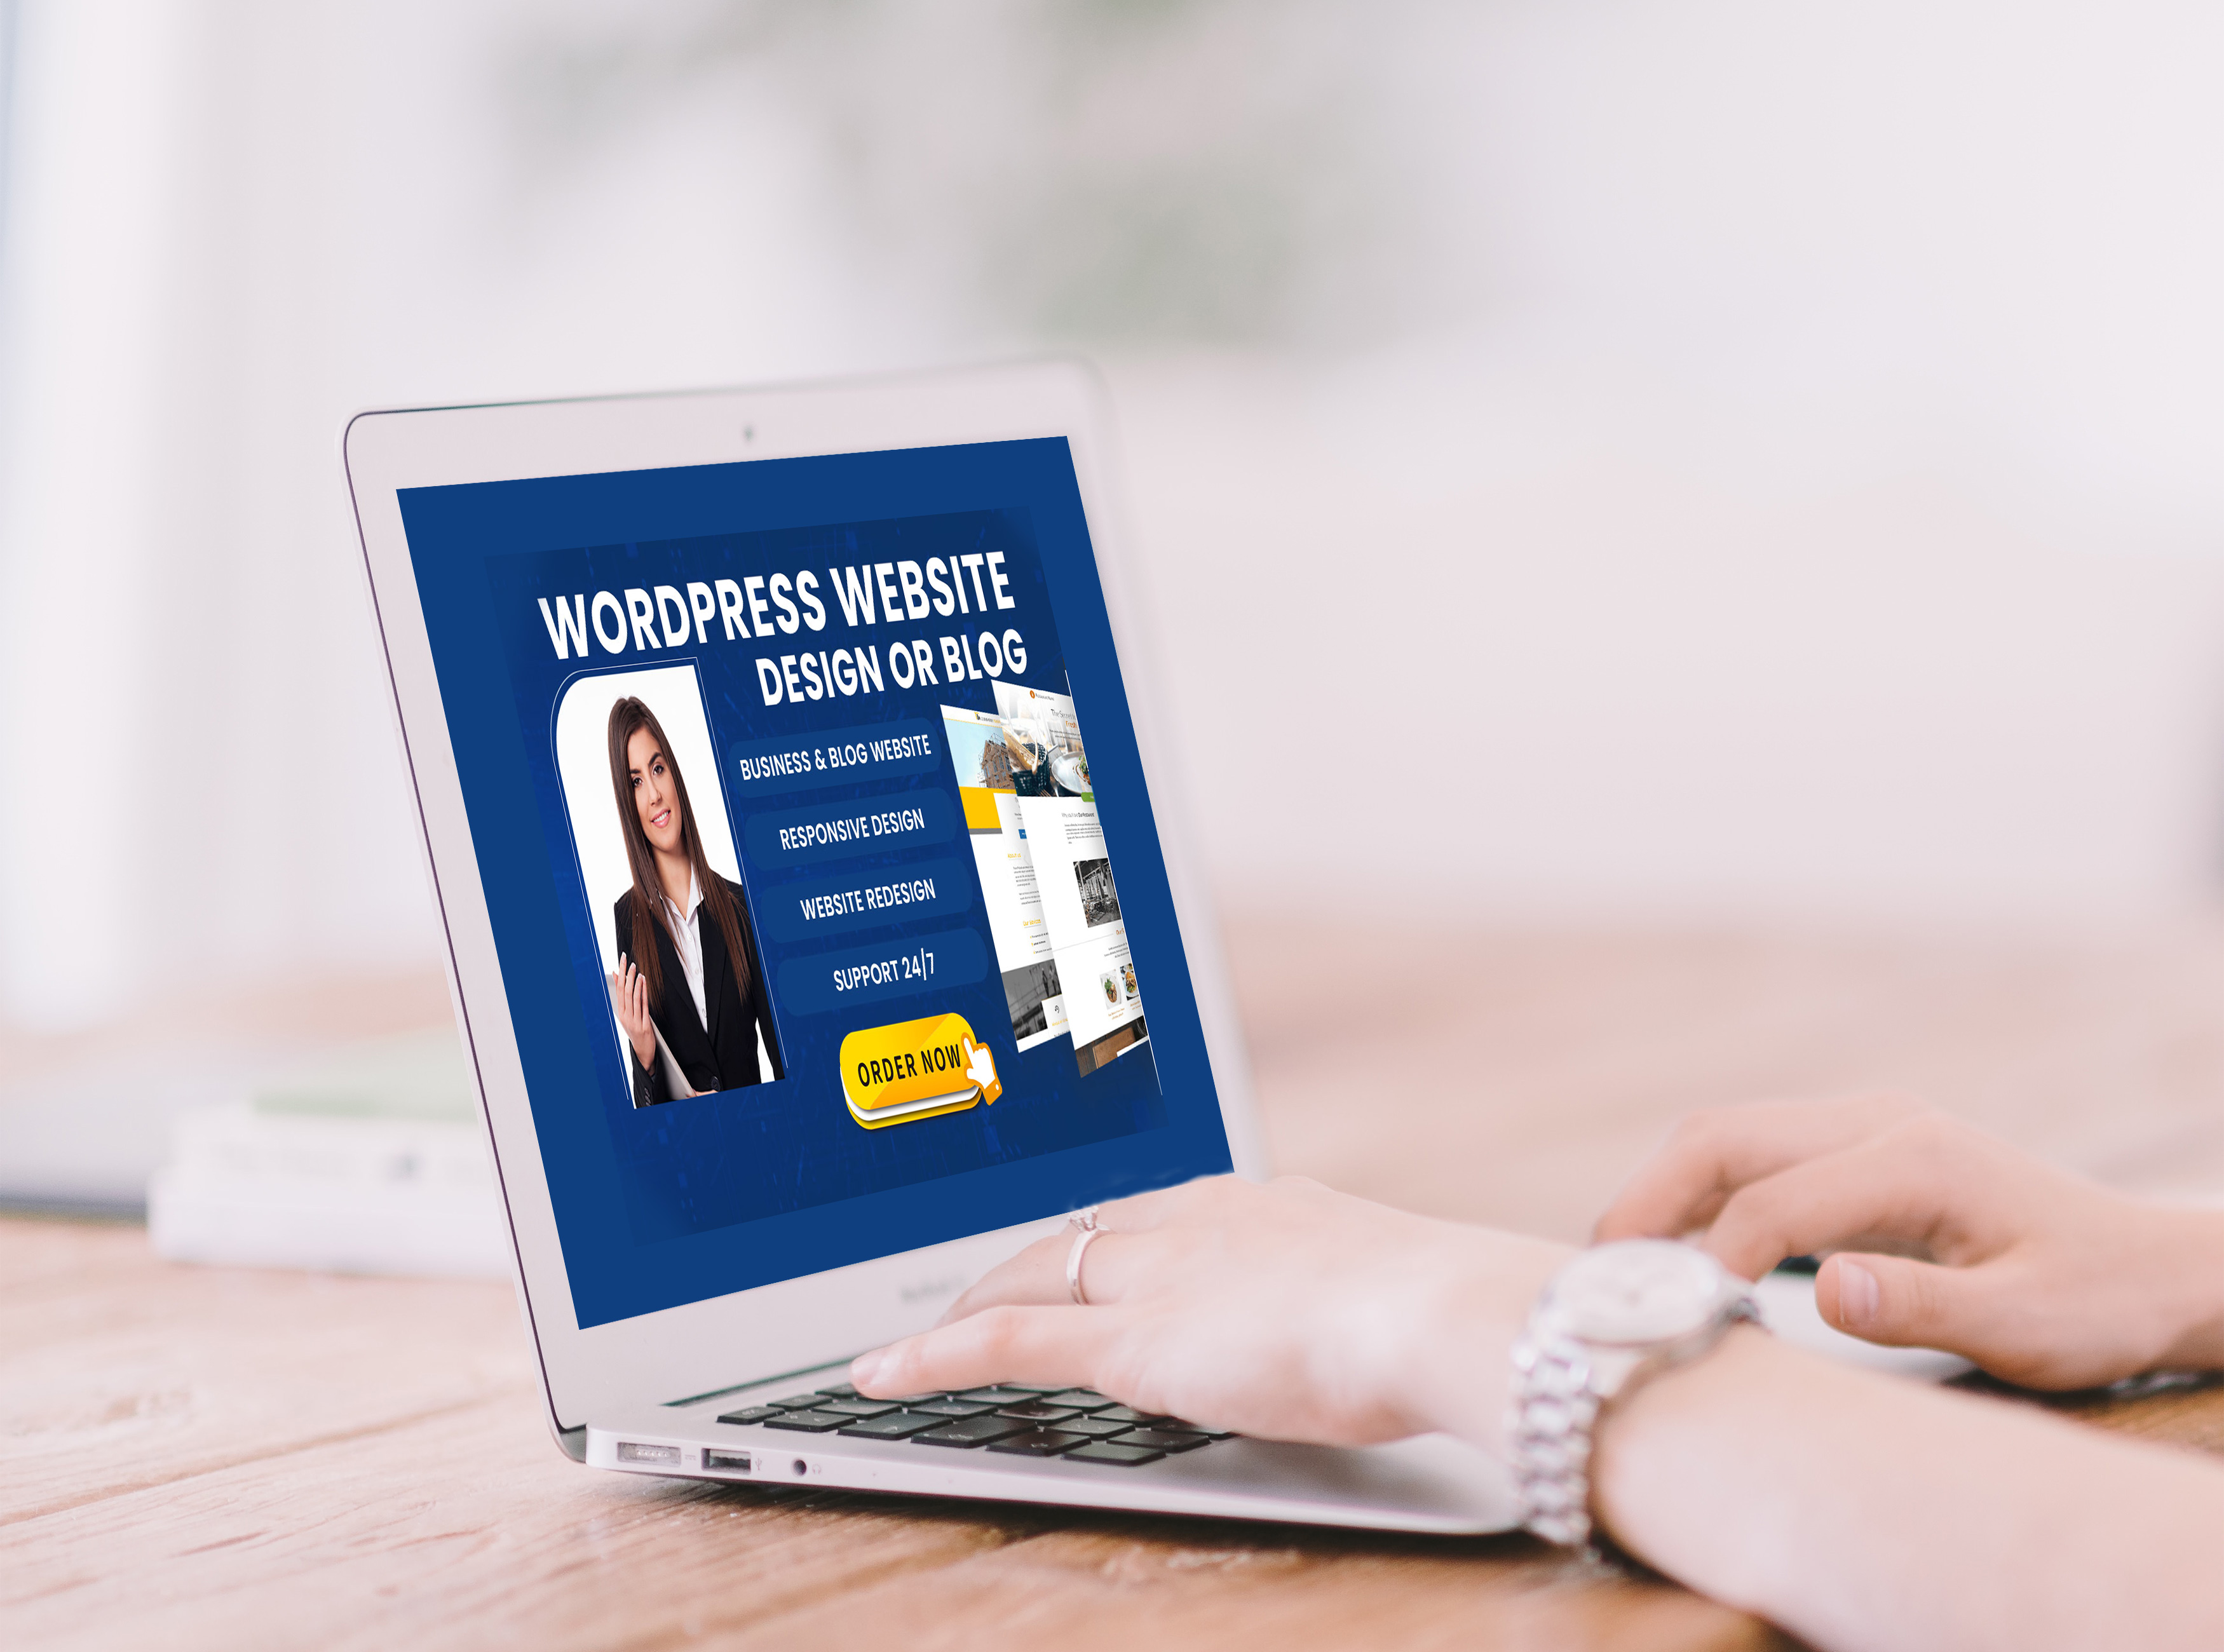 WORDPRESS WEBSITE
DESIGN OR BLOG
BUSINESS & BLOG WEBSITE
RESPONSIVE DESIGN
WEBSITE REDESIGN
SUPPORT 24/7
ORDER NOW